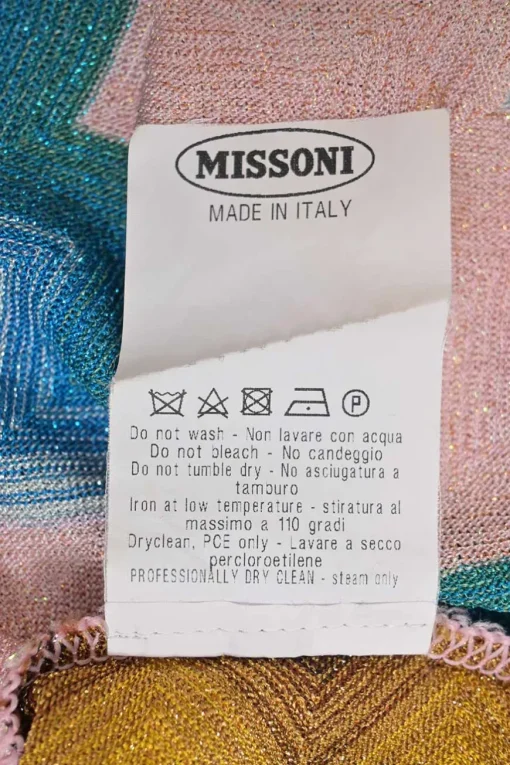 MISSONI
MADE IN ITALY
P
Do not wash - Non lavare con acqua
Do not bleach - No candeggio
Do not tumble dry - No asciugatura a
tamburo
Iron at low temperature - stiratura al
massimo a 110 gradi
Dryclean, PCE only - Lavare a secco
percloroetilene
PROFESSIONALLY DRY CLEAN - steam only